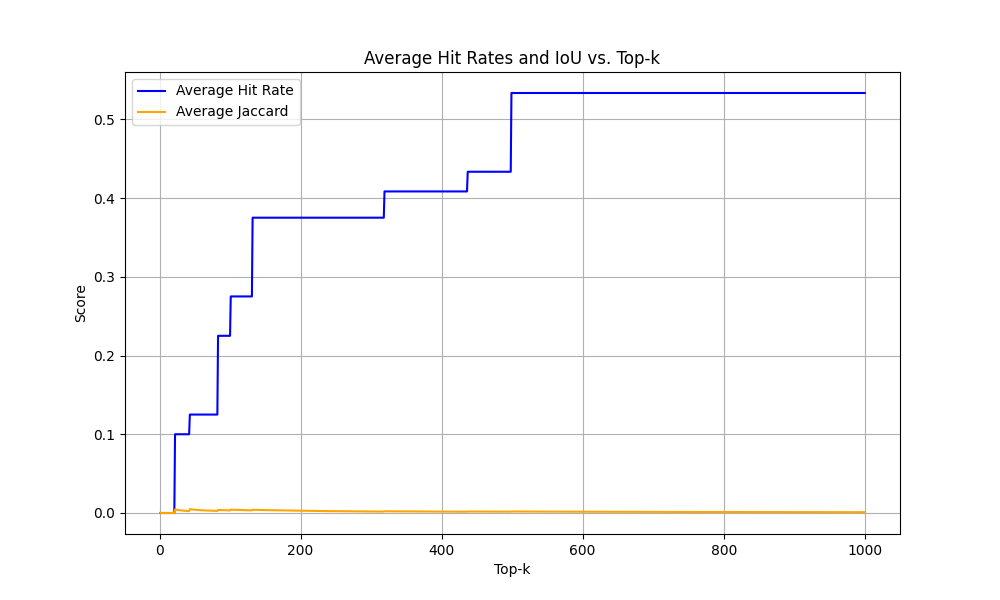 Average Hit Rates and IoU vs. Top-k
Average Hit Rate
Average Jaccard
0.5
0.4
0.3
0.2
0.1
0.0
Score
0 200 400 600 800 1000
Top-k